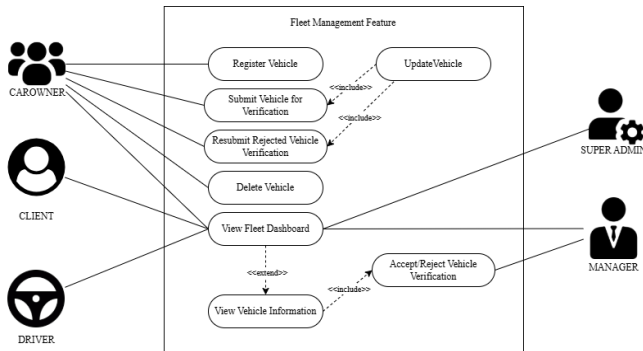 Fleet Management Feature
Register Vehicle
UpdateVehicle
<<include>>
CAROWNER
Submit Vehicle for
Verification
<<include>>
Resubmit Rejected Vehicle
Verification
SUPER ADMIN
Delete Vehicle
CLIENT
View Fleet Dashboard
Accept/Reject Vehicle
Verification
MANAGER
<<extend>>
<<include>>
View Vehicle Information
DRIVER